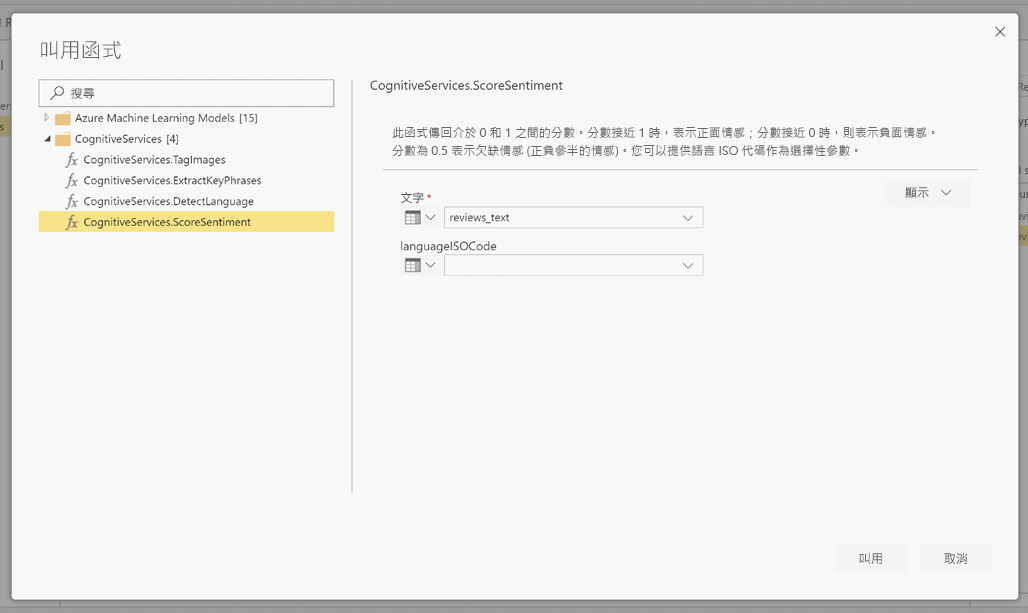 叫用函式
搜尋
Azure Machine Learning Models [15]
CognitiveServices [4]
fx CognitiveServices.TagImages
fx CognitiveServices.ExtractKeyPhrases
fx CognitiveServices.DetectLanguage
fx CognitiveServices.ScoreSentiment
CognitiveServices.ScoreSentiment
此函式傳回介於 0 和 1 之間的分數。分數接近 1 時，表示正面情感；分數接近 0 時，則表示負面情感。
分數為 0.5 表示欠缺情感 (正負參半的情感)。您可以提供語言 ISO 代碼作為選擇性參數。
顯示
文字 *
reviews_text
languageISOCode
叫用
取消